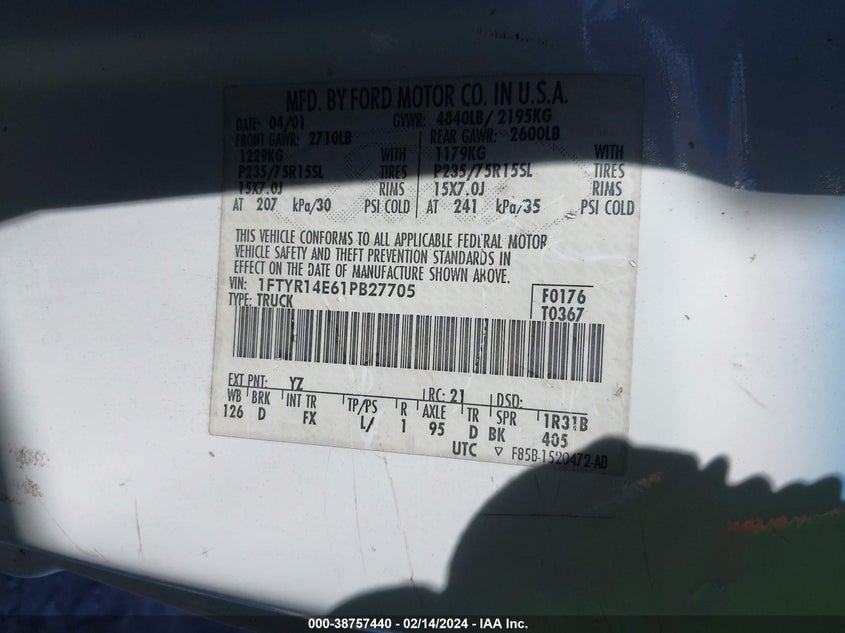 MFD. BY FORD MOTOR CO. IN U.S.A.
DATE: 04/01 GVWR: 4840LB/ 2195KG
FRONT GAWR: 2710LB REAR GAWR: 2600LB
1229KG WITH 1179KG WITH
P235/75R15SL TIRES P235/75R15SL TIRES
15X7.0J RIMS 15X7.0J RIMS
AT 207 kPa/30 PSI COLD AT 241 kPa/35 PSI COLD
THIS VEHICLE CONFORMS TO ALL APPLICABLE FEDERAL MOTOR
VEHICLE SAFETY AND THEFT PREVENTION STANDARDS IN
EFFECT ON THE DATE OF MANUFACTURE SHOWN ABOVE.
VIN: 1FTYR14E61PB27705 F0176
TYPE: TRUCK T0367
EXT PNT: YZ RC: 21 DSO:
WB BRK INT TR TP/PS R AXLE TR SPR 1R31B
126 D FX L/ 1 95 D BK 405
UTC ▽ F85B-1520472-AB
000-38757440 - 02/14/2024 - IAA Inc.